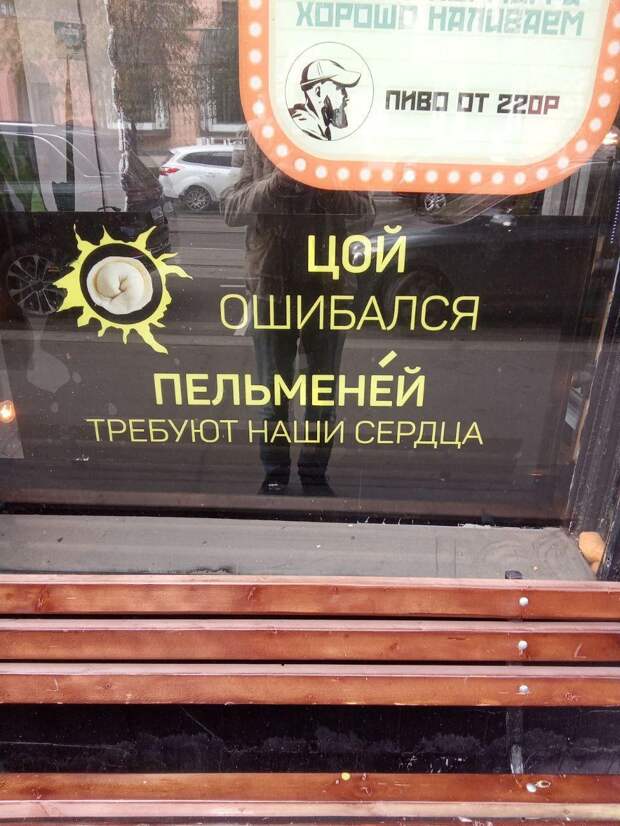 ХОРОШО НАЛИВАЕМ
ПИВО ОТ 220Р
ЦОЙ
ОШИБАЛСЯ
ПЕЛЬМЕНЕ́Й
ТРЕБУЮТ НАШИ СЕРДЦА